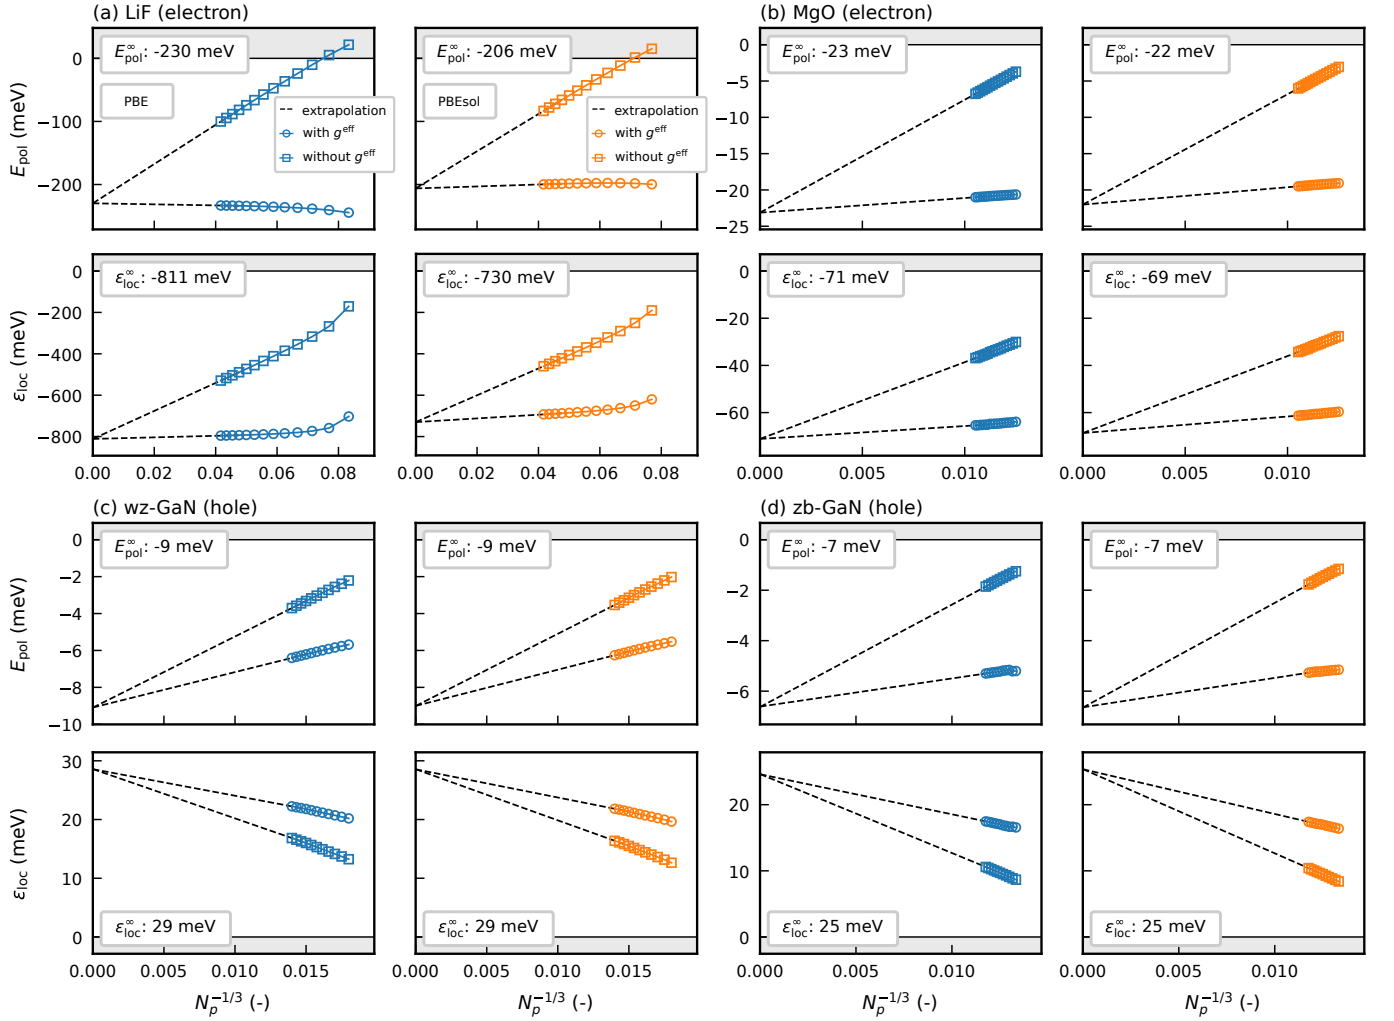 (a) LiF (electron)
(b) MgO (electron)
E∞pol: -230 meV
E∞pol: -206 meV
E∞pol: -23 meV
E∞pol: -22 meV
PBE
PBEsol
extrapolation
with g^eff
without g^eff
extrapolation
with g^eff
without g^eff
Epol (meV)
0
−100
−200
0
−5
−10
−15
−20
−25
ε∞loc: -811 meV
ε∞loc: -730 meV
ε∞loc: -71 meV
ε∞loc: -69 meV
εloc (meV)
0
−200
−400
−600
−800
0
−20
−40
−60
0.00 0.02 0.04 0.06 0.08
0.00 0.02 0.04 0.06 0.08
0.000 0.005 0.010
0.000 0.005 0.010
(c) wz-GaN (hole)
(d) zb-GaN (hole)
E∞pol: -9 meV
E∞pol: -9 meV
E∞pol: -7 meV
E∞pol: -7 meV
Epol (meV)
0
−2
−4
−6
−8
−10
0
−2
−4
−6
εloc (meV)
30
20
10
0
20
10
0
ε∞loc: 29 meV
ε∞loc: 29 meV
ε∞loc: 25 meV
ε∞loc: 25 meV
0.000 0.005 0.010 0.015
0.000 0.005 0.010 0.015
0.000 0.005 0.010
0.000 0.005 0.010
Np^−1/3 (-)
Np^−1/3 (-)
Np^−1/3 (-)
Np^−1/3 (-)